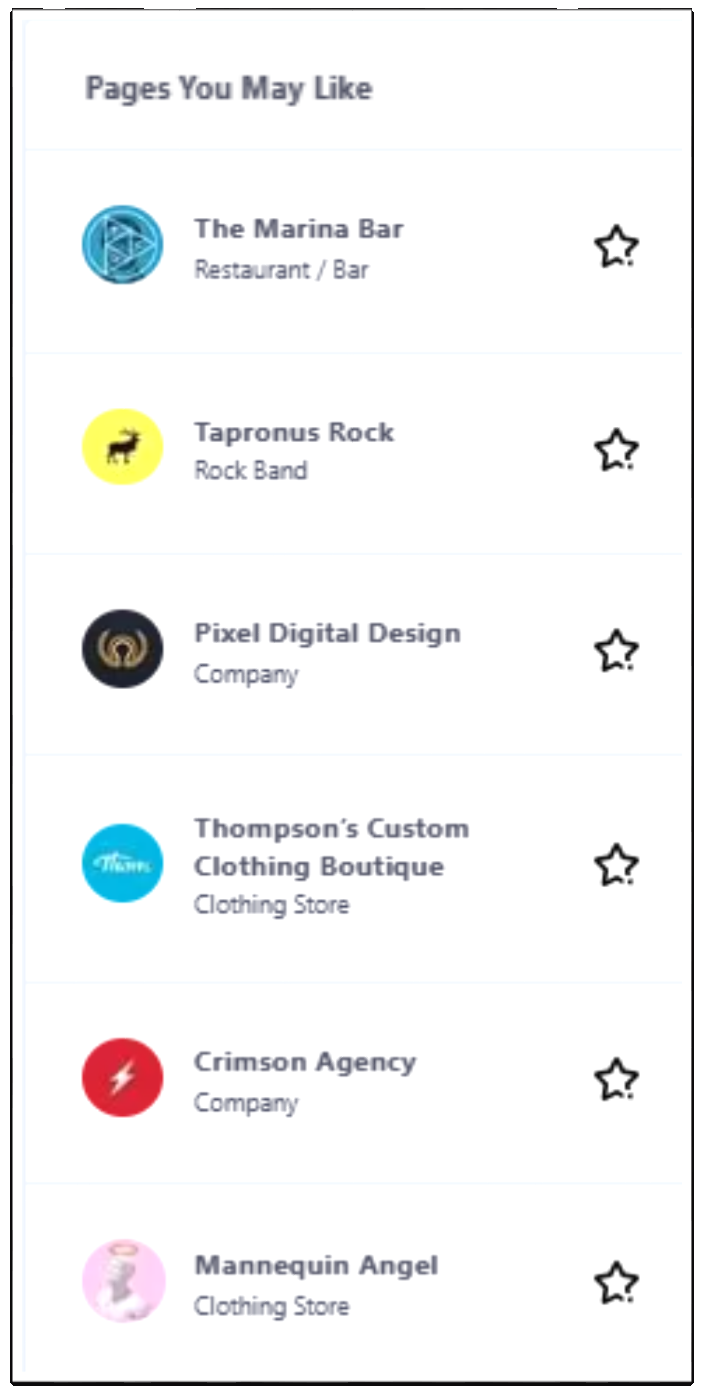 Pages You May Like
The Marina Bar
Restaurant / Bar
Tapronus Rock
Rock Band
Pixel Digital Design
Company
Thompson's Custom
Clothing Boutique
Thom
Clothing Store
Crimson Agency
Company
Mannequin Angel
Clothing Store